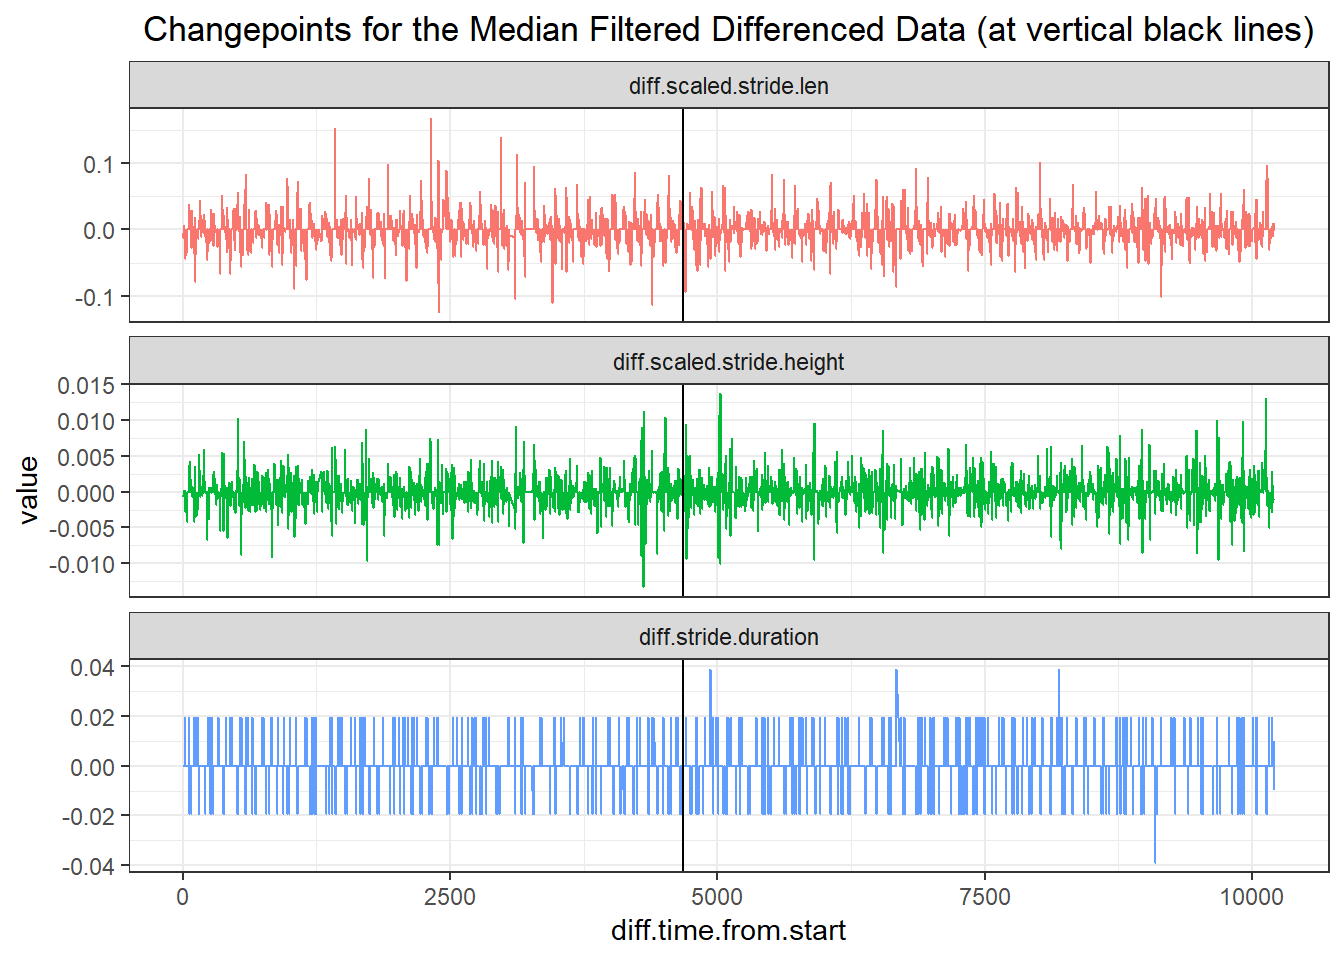 Changepoints for the Median Filtered Differenced Data (at vertical black lines)
diff.scaled.stride.len
0.1
0.0
-0.1
diff.scaled.stride.height
0.015
0.010
0.005
0.000
-0.005
-0.010
value
diff.stride.duration
0.04
0.02
0.00
-0.02
-0.04
0 2500 5000 7500 10000
diff.time.from.start